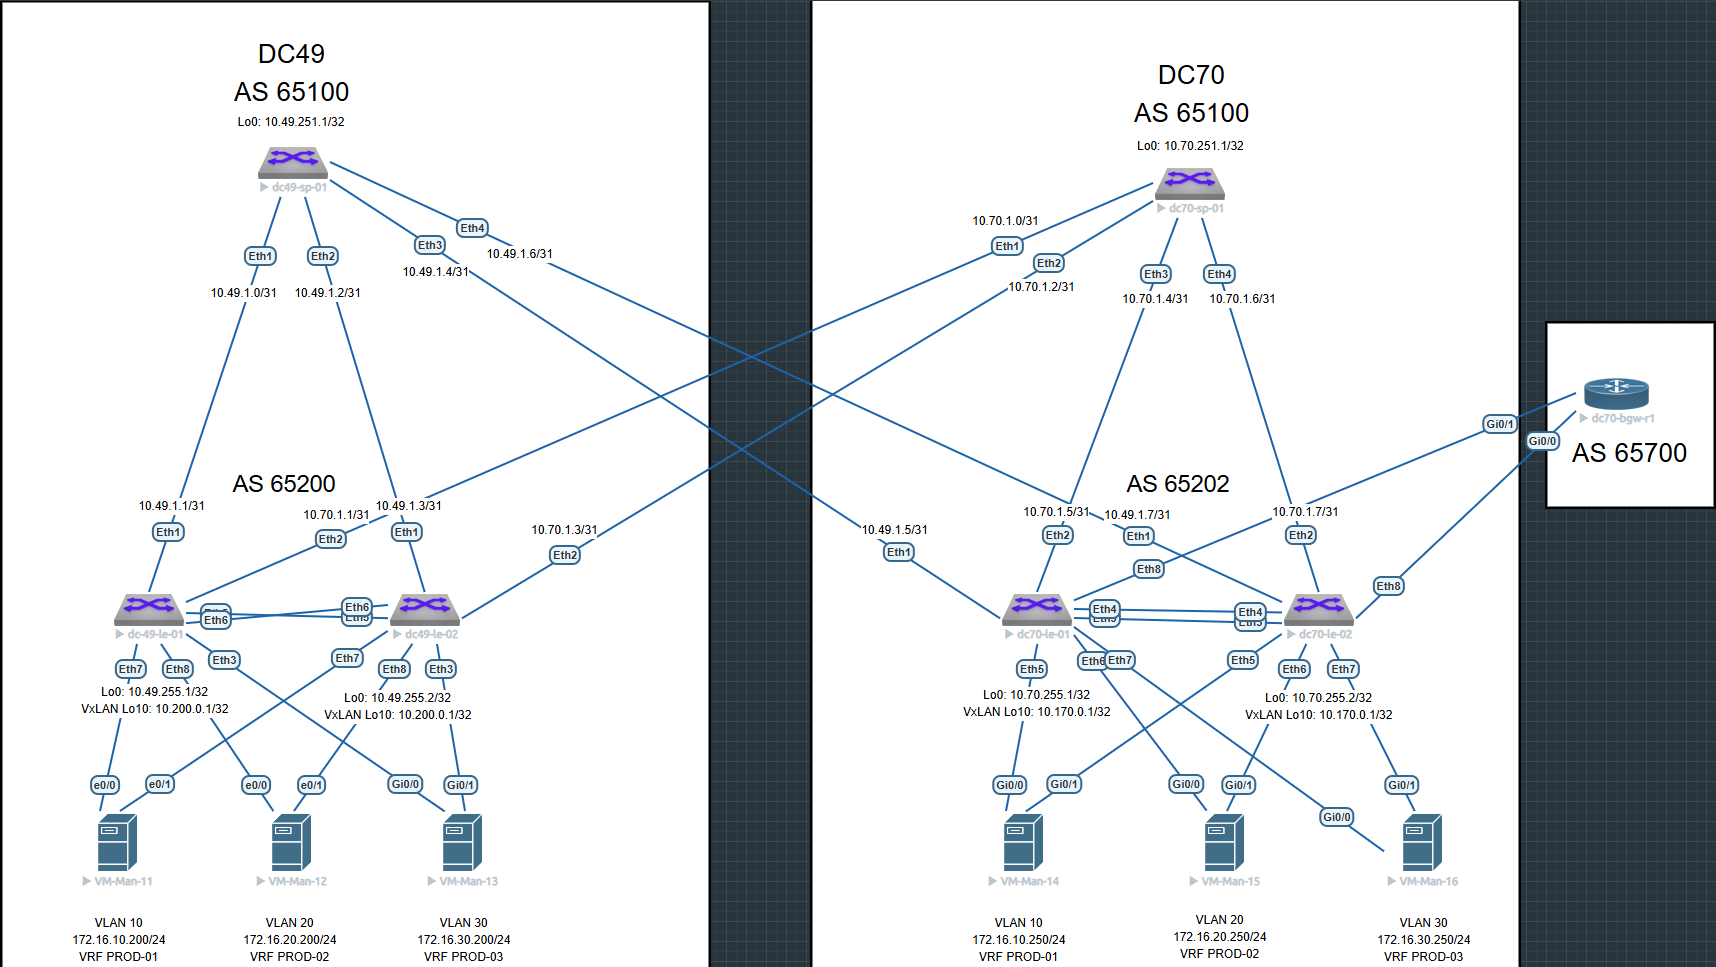 DC49
AS 65100
Lo0: 10.49.251.1/32
dc49-sp-01
Eth4
Eth3
10.49.1.6/31
10.49.1.4/31
Eth1
Eth2
10.49.1.0/31
10.49.1.2/31
DC70
AS 65100
Lo0: 10.70.251.1/32
dc70-sp-01
10.70.1.0/31
Eth1
Eth2
10.70.1.2/31
Eth3
Eth4
10.70.1.4/31
10.70.1.6/31
dc70-bgw-r1
Gi0/1
Gi0/0
AS 65700
AS 65200
10.49.1.1/31
10.70.1.1/31
10.49.1.3/31
Eth1
Eth2
Eth1
10.70.1.3/31
Eth2
AS 65202
10.49.1.5/31
Eth1
10.70.1.5/31
10.49.1.7/31
10.70.1.7/31
Eth2
Eth1
Eth2
Eth8
Eth8
Eth6
Eth6
Eth5
dc-49-le-01
dc49-le-02
Eth7
Eth8
Eth3
Eth7
Eth8
Eth3
Lo0: 10.49.255.1/32
VxLAN Lo10: 10.200.0.1/32
Lo0: 10.49.255.2/32
VxLAN Lo10: 10.200.0.1/32
Eth4
Eth3
Eth4
Eth3
dc70-le-01
dc70-le-02
Eth5
Eth6
Eth7
Eth5
Eth6
Eth7
Lo0: 10.70.255.1/32
VxLAN Lo10: 10.170.0.1/32
Lo0: 10.70.255.2/32
VxLAN Lo10: 10.170.0.1/32
e0/0
e0/1
e0/0
e0/1
Gi0/0
Gi0/1
Gi0/0
Gi0/1
Gi0/0
Gi0/1
Gi0/0
Gi0/1
VM-Man-11
VM-Man-12
VM-Man-13
VM-Man-14
VM-Man-15
VM-Man-16
VLAN 10
172.16.10.200/24
VRF PROD-01
VLAN 20
172.16.20.200/24
VRF PROD-02
VLAN 30
172.16.30.200/24
VRF PROD-03
VLAN 10
172.16.10.250/24
VRF PROD-01
VLAN 20
172.16.20.250/24
VRF PROD-02
VLAN 30
172.16.30.250/24
VRF PROD-03